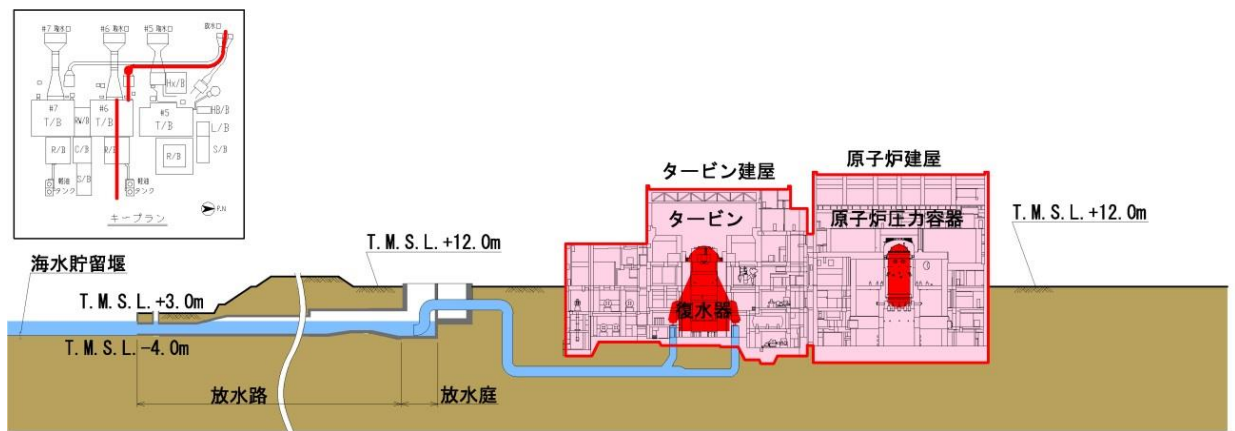 #7 海水口
#6 海水口
#5 海水口
放水口
Hx/B
#7
T/B
RW/B
#6
T/B
#5
T/B
HB/B
L/B
S/B
R/B
C/B
R/B
R/B
S/B
軽油
タンク
軽油
タンク
キープラン
R.N
タービン建屋
原子炉建屋
タービン
原子炉圧力容器
復水器
T.M.S.L.+12.0m
T.M.S.L.+12.0m
海水貯留堰
T.M.S.L.+3.0m
T.M.S.L.-4.0m
放水路
放水庭